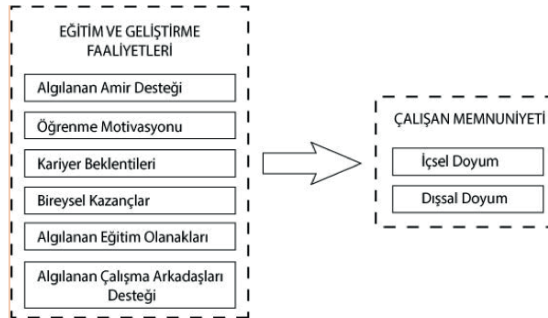 EĞİTİM VE GELİŞTİRME
FAALİYETLERİ
Algılanan Amir Desteği
Öğrenme Motivasyonu
Kariyer Beklentileri
Bireysel Kazançlar
Algılanan Eğitim Olanakları
Algılanan Çalışma Arkadaşları
Desteği
ÇALIŞAN MEMNUNİYETİ
İçsel Doyum
Dışsal Doyum